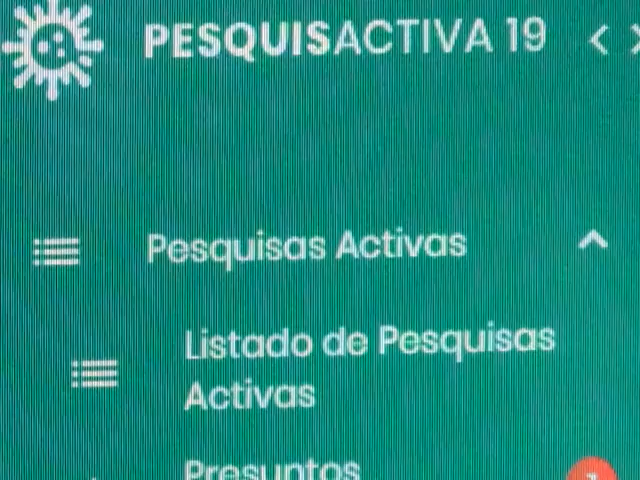 PESQUISACTIVA 19
Pesquisas Activas
Listado de Pesquisas
Activas
Presuntos